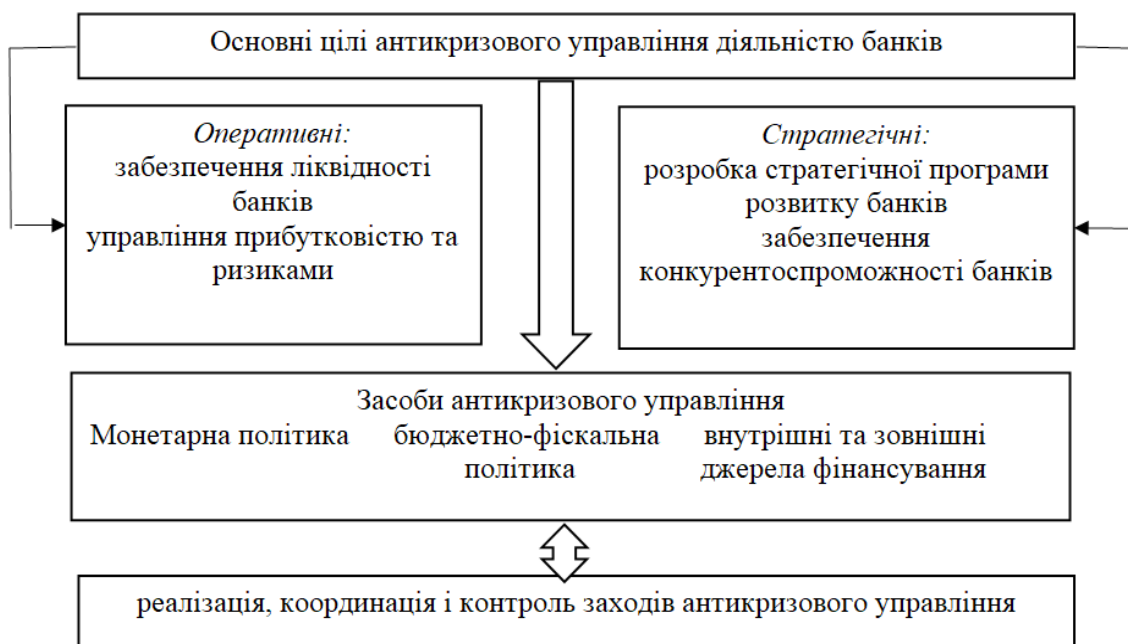 Основні цілі антикризового управління діяльністю банків
Оперативні:
забезпечення ліквідності
банків
управління прибутковістю та
ризиками
Стратегічні:
розробка стратегічної програми
розвитку банків
забезпечення
конкурентоспроможності банків
Засоби антикризового управління
Монетарна політика бюджетно-фіскальна внутрішні та зовнішні
політика джерела фінансування
реалізація, координація і контроль заходів антикризового управління